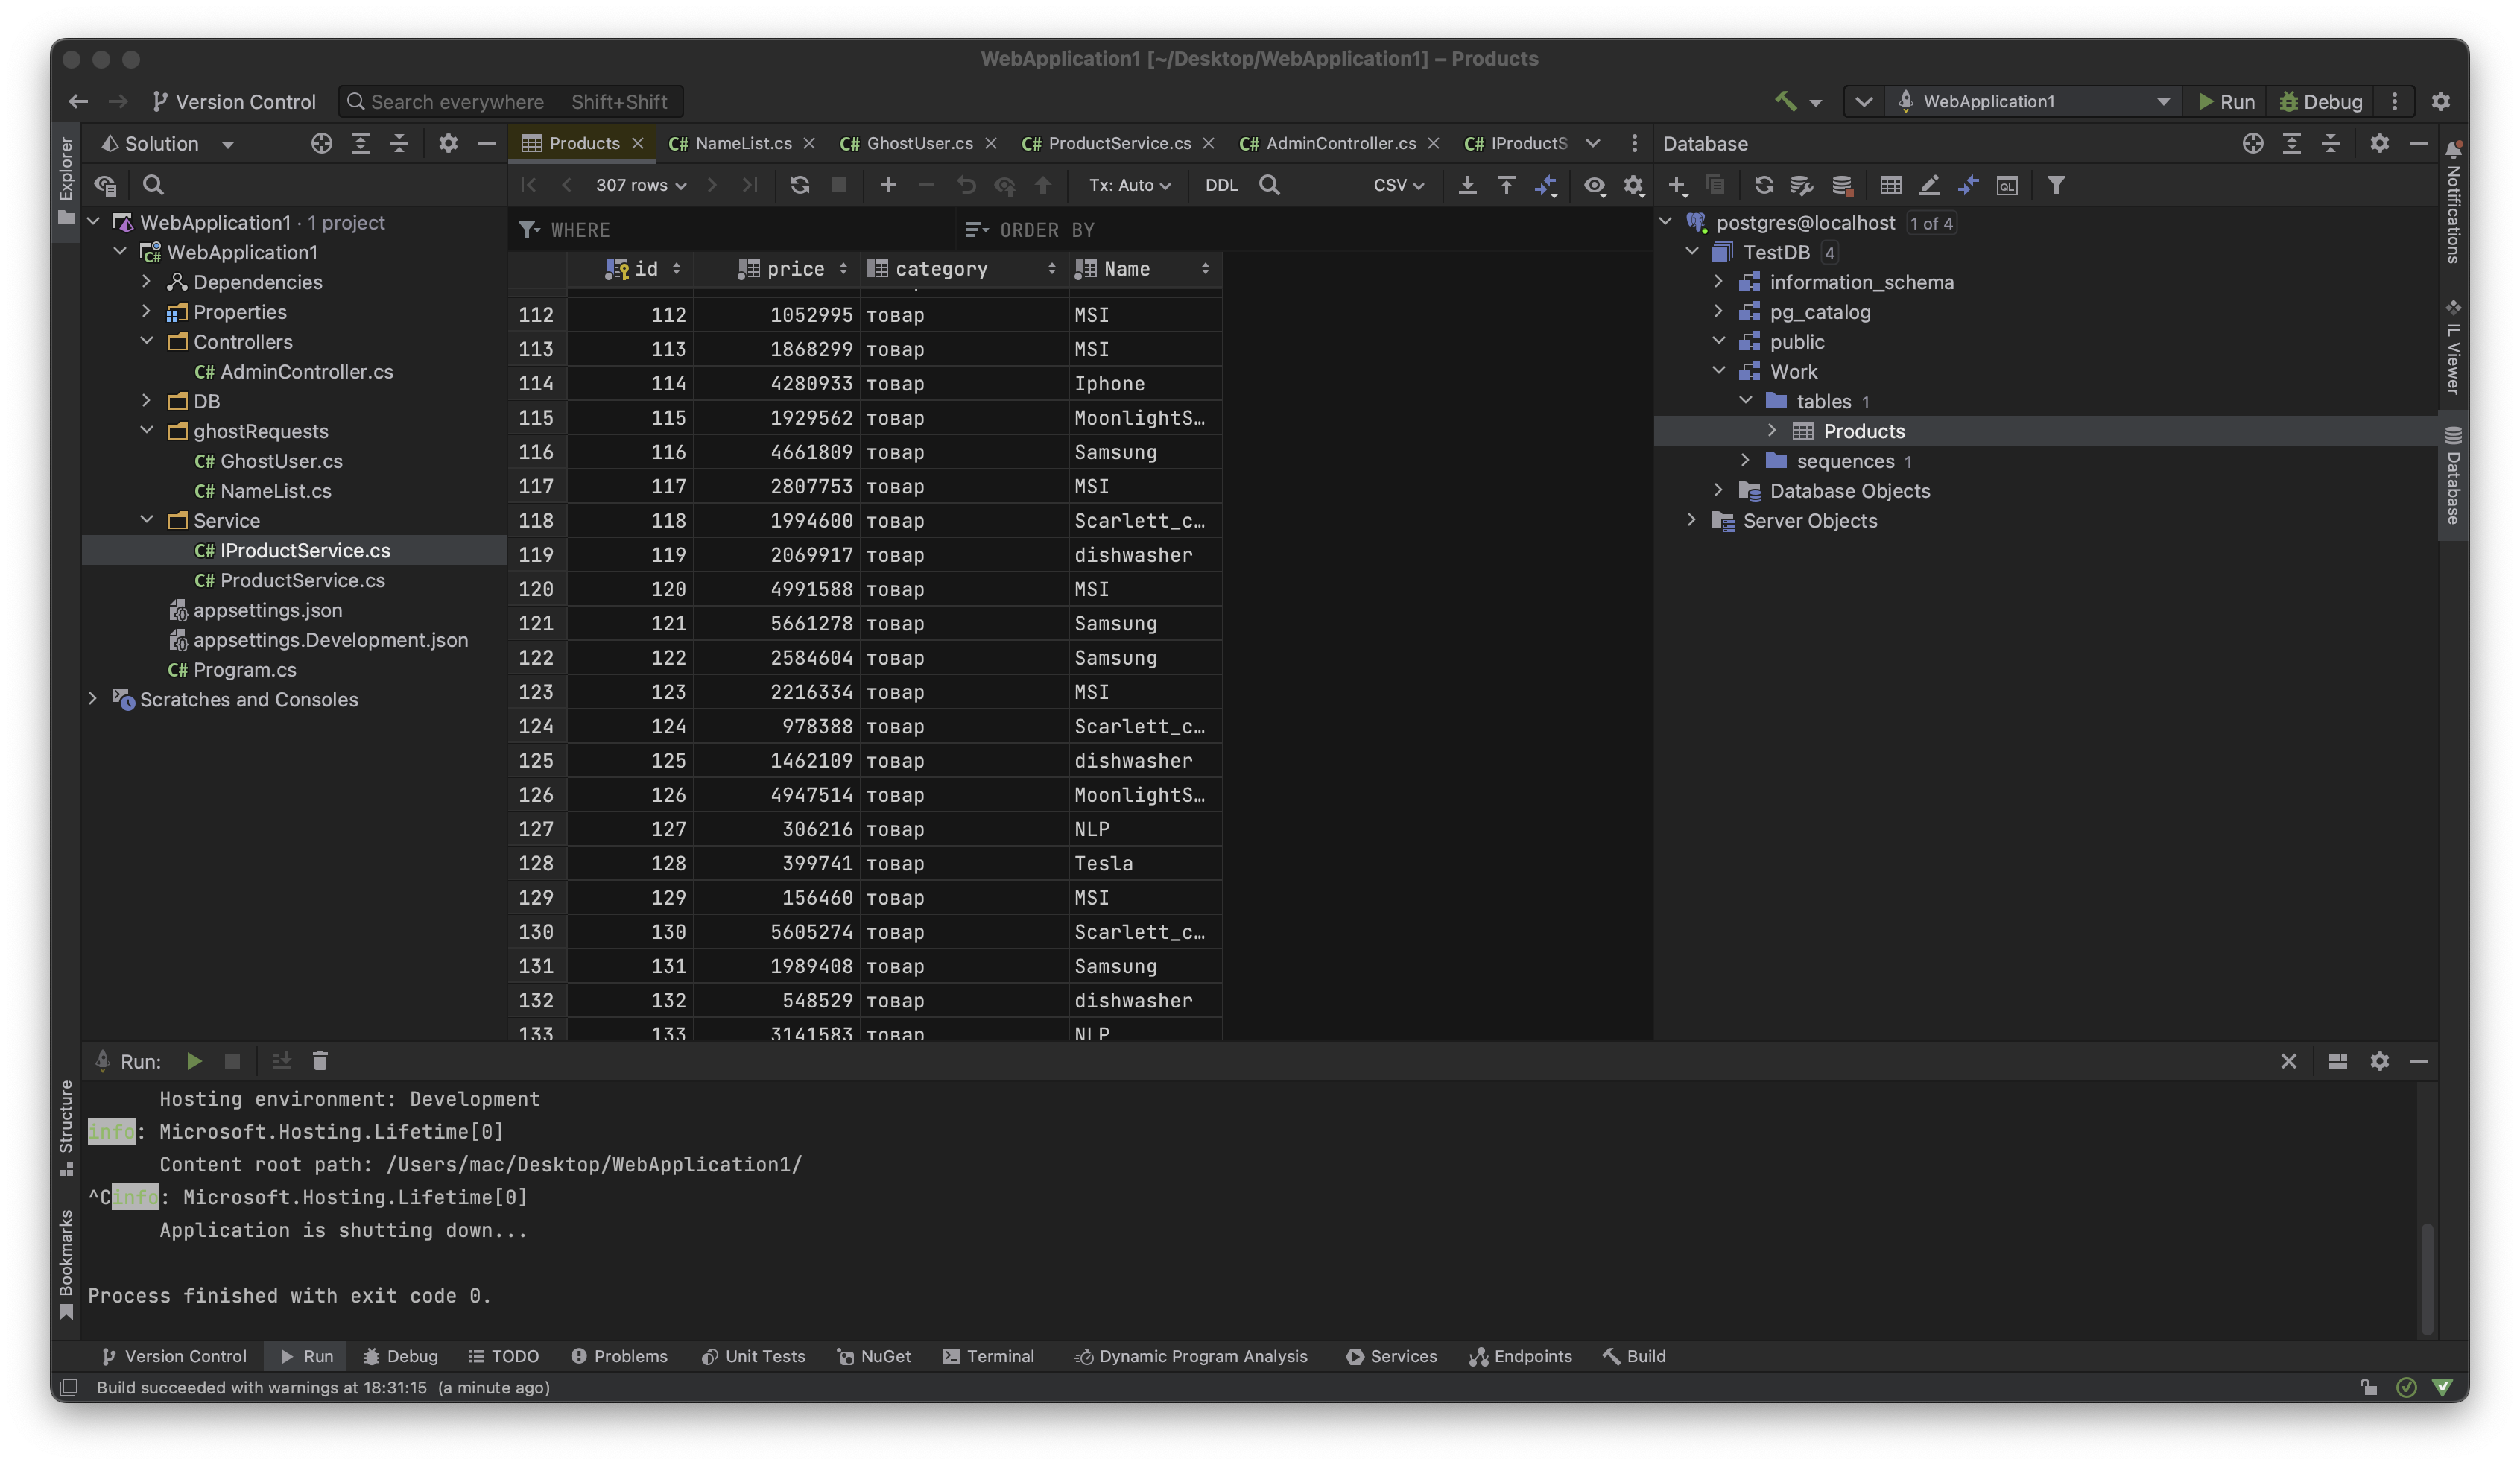 WebApplication1 [~/Desktop/WebApplication1] – Products
Version Control
Search everywhere Shift+Shift
WebApplication1
Run
Debug
Explorer
Solution
Products
C# NameList.cs
C# GhostUser.cs
C# ProductService.cs
C# AdminController.cs
C# IProductS
Database
Notifications
307 rows
Tx: Auto
DDL
CSV
WHERE
ORDER BY
WebApplication1 · 1 project
WebApplication1
Dependencies
Properties
Controllers
C# AdminController.cs
DB
ghostRequests
C# GhostUser.cs
C# NameList.cs
Service
C# IProductService.cs
C# ProductService.cs
appsettings.json
appsettings.Development.json
C# Program.cs
Scratches and Consoles
id price category Name
112 112 1052995 товар MSI
113 113 1868299 товар MSI
114 114 4280933 товар Iphone
115 115 1929562 товар MoonlightS…
116 116 4661809 товар Samsung
117 117 2807753 товар MSI
118 118 1994600 товар Scarlett_c…
119 119 2069917 товар dishwasher
120 120 4991588 товар MSI
121 121 5661278 товар Samsung
122 122 2584604 товар Samsung
123 123 2216334 товар MSI
124 124 978388 товар Scarlett_c…
125 125 1462109 товар dishwasher
126 126 4947514 товар MoonlightS…
127 127 306216 товар NLP
128 128 399741 товар Tesla
129 129 156460 товар MSI
130 130 5605274 товар Scarlett_c…
131 131 1989408 товар Samsung
132 132 548529 товар dishwasher
133 133 3141583 товар NLP
postgres@localhost 1 of 4
TestDB 4
information_schema
pg_catalog
public
Work
tables 1
Products
sequences 1
Database Objects
Server Objects
IL Viewer
Database
Run:
Hosting environment: Development
info: Microsoft.Hosting.Lifetime[0]
Content root path: /Users/mac/Desktop/WebApplication1/
^Cinfo: Microsoft.Hosting.Lifetime[0]
Application is shutting down...
Process finished with exit code 0.
Structure
Bookmarks
Version Control
Run
Debug
TODO
Problems
Unit Tests
NuGet
Terminal
Dynamic Program Analysis
Services
Endpoints
Build
Build succeeded with warnings at 18:31:15 (a minute ago)